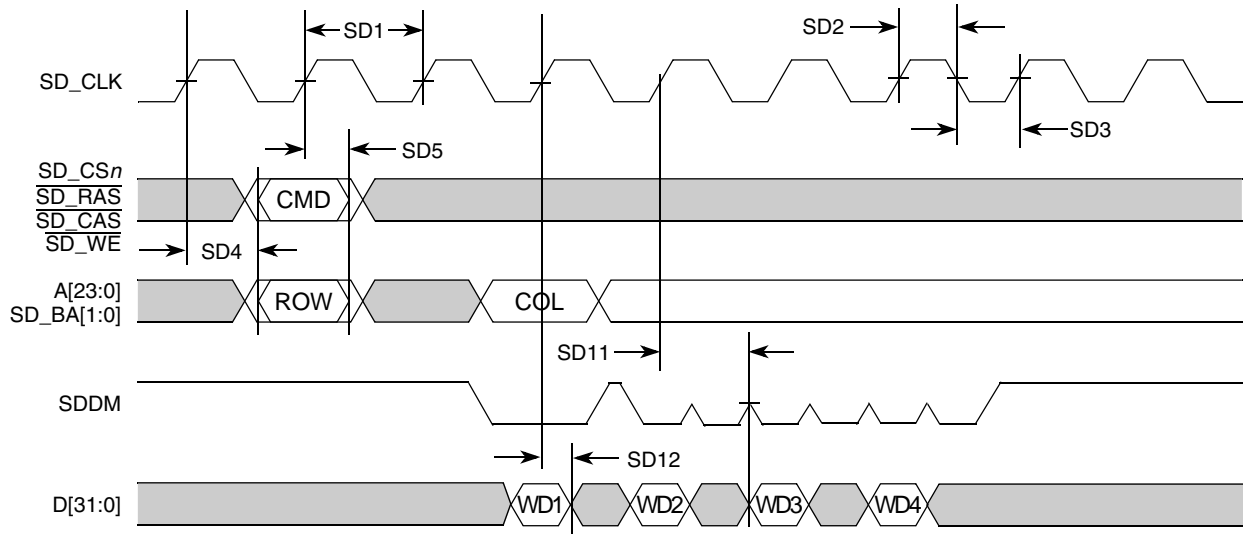 SD1
SD2
SD_CLK
SD3
SD5
SD_CSn
SD_RAS
SD_CAS
SD_WE
CMD
SD4
A[23:0]
SD_BA[1:0]
ROW
COL
SD11
SDDM
SD12
D[31:0]
WD1
WD2
WD3
WD4